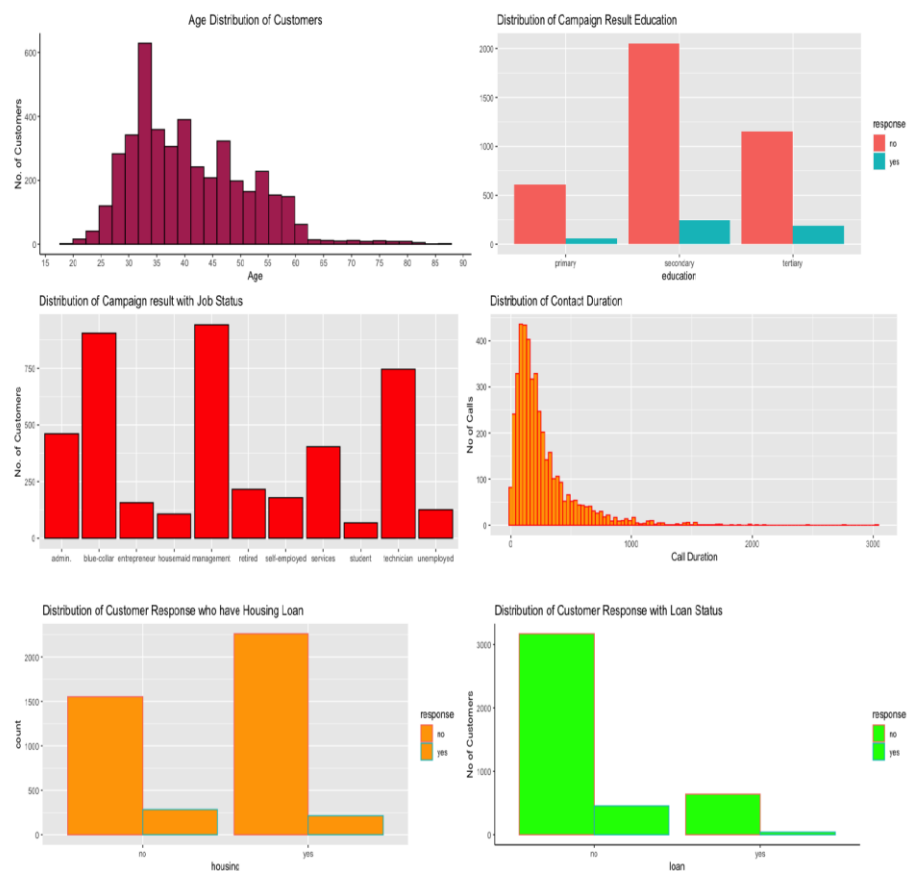 Age Distribution of Customers
No. of Customers
600
400
200
0
15 20 25 30 35 40 45 50 55 60 65 70 75 80 85 90
Age
Distribution of Campaign Result Education
2000
1500
1000
500
0
primary secondary tertiary
education
response
no
yes
Distribution of Campaign result with Job Status
No. of Customers
750
500
250
0
admin. blue-collar entrepreneur housemaid management retired self-employed services student technician unemployed
Distribution of Contact Duration
No of Calls
400
300
200
100
0
0 1000 2000 3000
Call Duration
Distribution of Customer Response who have Housing Loan
count
2000
1500
1000
500
0
no yes
housing
response
no
yes
Distribution of Customer Response with Loan Status
No of Customers
3000
2000
1000
0
no yes
loan
response
no
yes